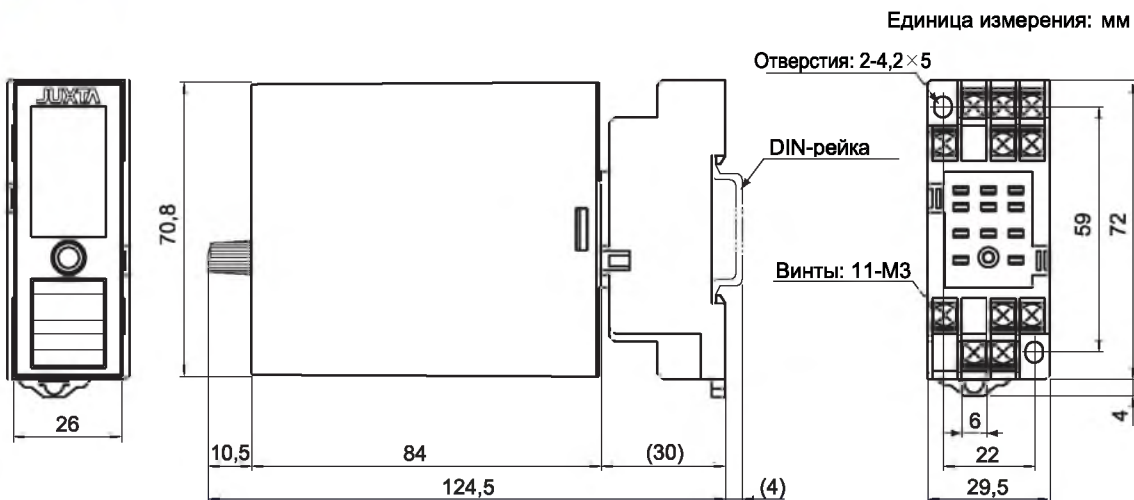 Единица измерения: мм
Отверстия: 2-4,2×5
JUXTA
DIN-рейка
70,8
59
72
Винты: 11-М3
26
10,5
84
(30)
6
4
22
124,5
(4)
29,5